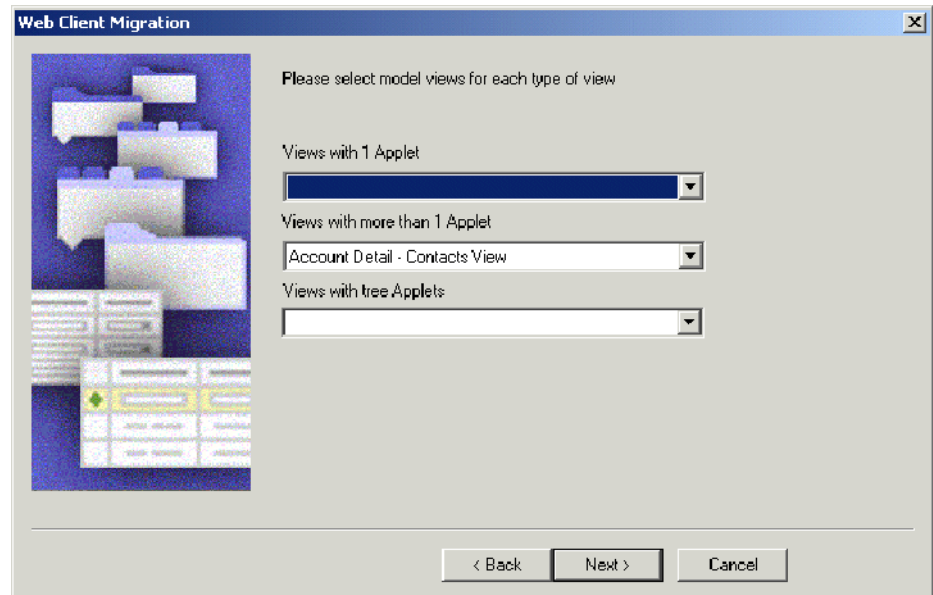 Web Client Migration
Please select model views for each type of view
Views with 1 Applet
Views with more than 1 Applet
Account Detail - Contacts View
Views with tree Applets
< Back
Next >
Cancel